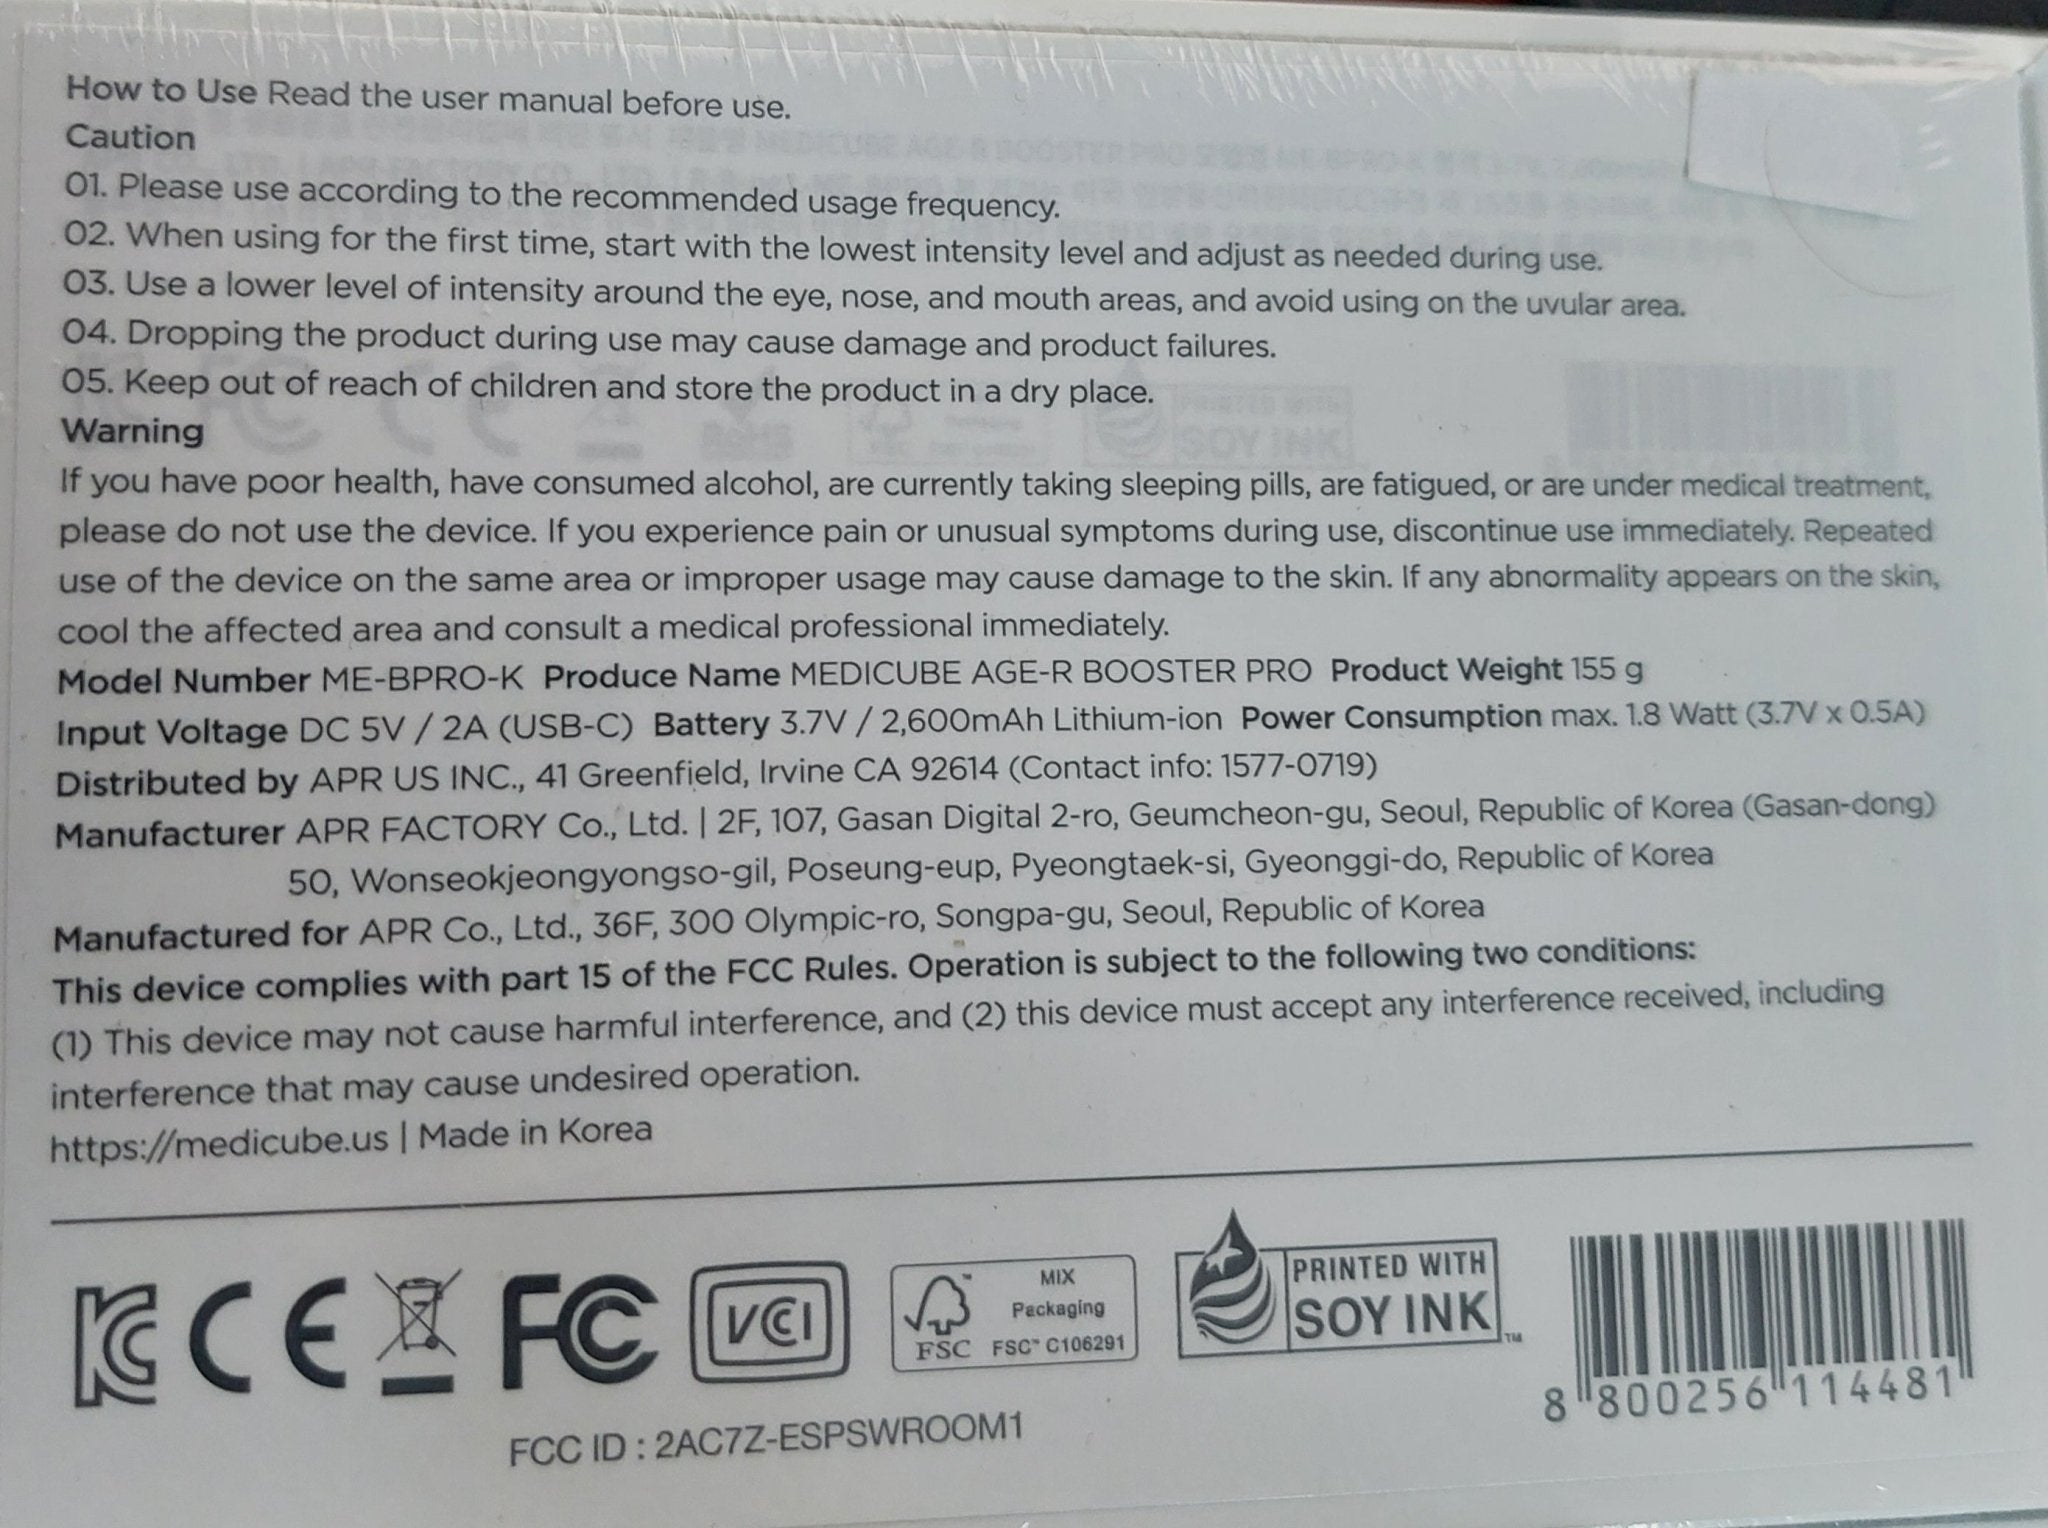 How to Use Read the user manual before use.
Caution
01. Please use according to the recommended usage frequency.
02. When using for the first time, start with the lowest intensity level and adjust as needed during use.
03. Use a lower level of intensity around the eye, nose, and mouth areas, and avoid using on the uvular area.
04. Dropping the product during use may cause damage and product failures.
05. Keep out of reach of children and store the product in a dry place.
Warning
If you have poor health, have consumed alcohol, are currently taking sleeping pills, are fatigued, or are under medical treatment,
please do not use the device. If you experience pain or unusual symptoms during use, discontinue use immediately. Repeated
use of the device on the same area or improper usage may cause damage to the skin. If any abnormality appears on the skin,
cool the affected area and consult a medical professional immediately.
Model Number ME-BPRO-K Produce Name MEDICUBE AGE-R BOOSTER PRO Product Weight 155 g
Input Voltage DC 5V / 2A (USB-C) Battery 3.7V / 2,600mAh Lithium-ion Power Consumption max. 1.8 Watt (3.7V x 0.5A)
Distributed by APR US INC., 41 Greenfield, Irvine CA 92614 (Contact info: 1577-0719)
Manufacturer APR FACTORY Co., Ltd. | 2F, 107, Gasan Digital 2-ro, Geumcheon-gu, Seoul, Republic of Korea (Gasan-dong)
50, Wonseokjeongyongso-gil, Poseung-eup, Pyeongtaek-si, Gyeonggi-do, Republic of Korea
Manufactured for APR Co., Ltd., 36F, 300 Olympic-ro, Songpa-gu, Seoul, Republic of Korea
This device complies with part 15 of the FCC Rules. Operation is subject to the following two conditions:
(1) This device may not cause harmful interference, and (2) this device must accept any interference received, including
interference that may cause undesired operation.
https://medicube.us | Made in Korea
KC CE FC VCCI
FSC
MIX
Packaging
FSC™ C106291
PRINTED WITH
SOY INK™
8 800256 114481
FCC ID : 2AC7Z-ESPSWROOM1